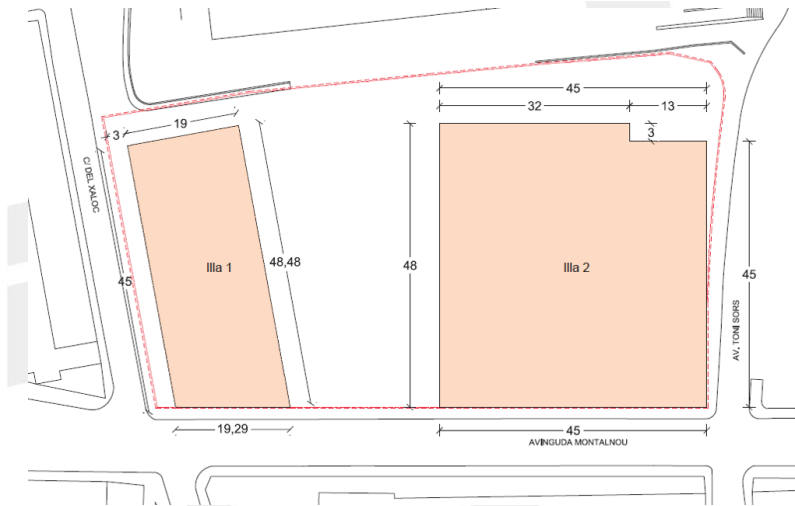 45
32
13
3
19
3
C/ DEL XALOC
48,48
48
Illa 1
Illa 2
45
45
AV. TONI SORS
19,29
45
AVINGUDA MONTALNOU